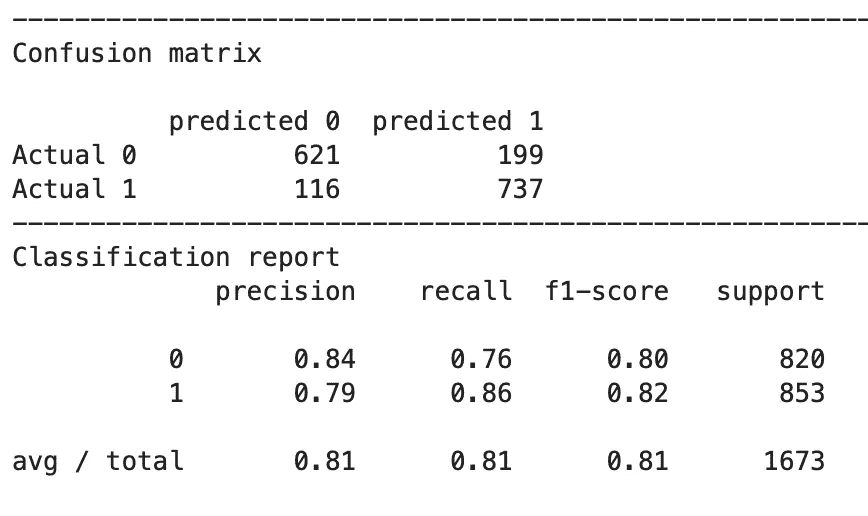 Confusion matrix
predicted 0 predicted 1
Actual 0 621 199
Actual 1 116 737
Classification report
precision recall f1-score support
0 0.84 0.76 0.80 820
1 0.79 0.86 0.82 853
avg / total 0.81 0.81 0.81 1673